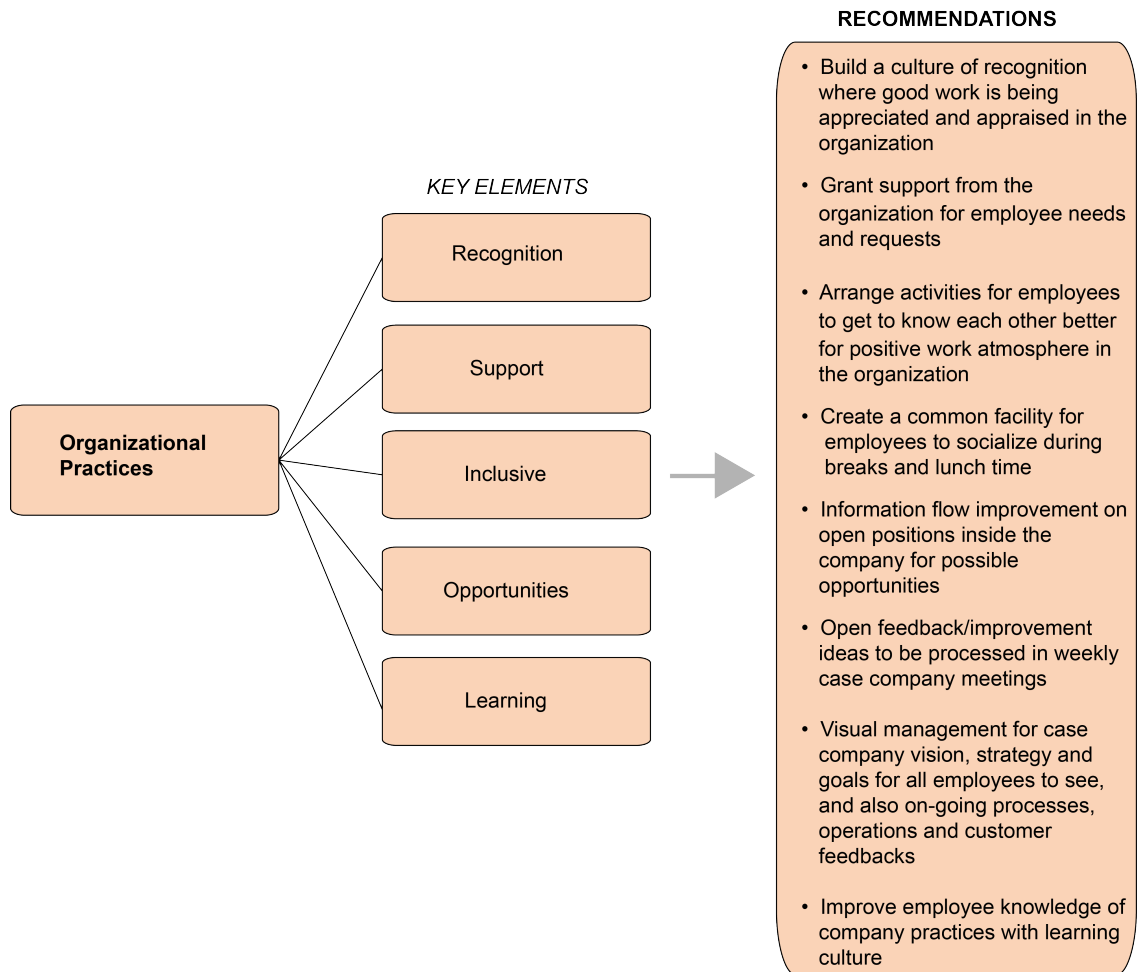 RECOMMENDATIONS
• Build a culture of recognition
where good work is being
appreciated and appraised in the
organization
• Grant support from the
organization for employee needs
and requests
• Arrange activities for employees
to get to know each other better
for positive work atmosphere in
the organization
• Create a common facility for
employees to socialize during
breaks and lunch time
• Information flow improvement on
open positions inside the
company for possible
opportunities
• Open feedback/improvement
ideas to be processed in weekly
case company meetings
• Visual management for case
company vision, strategy and
goals for all employees to see,
and also on-going processes,
operations and customer
feedbacks
• Improve employee knowledge of
company practices with learning
culture
KEY ELEMENTS
Recognition
Support
Inclusive
Opportunities
Learning
Organizational
Practices